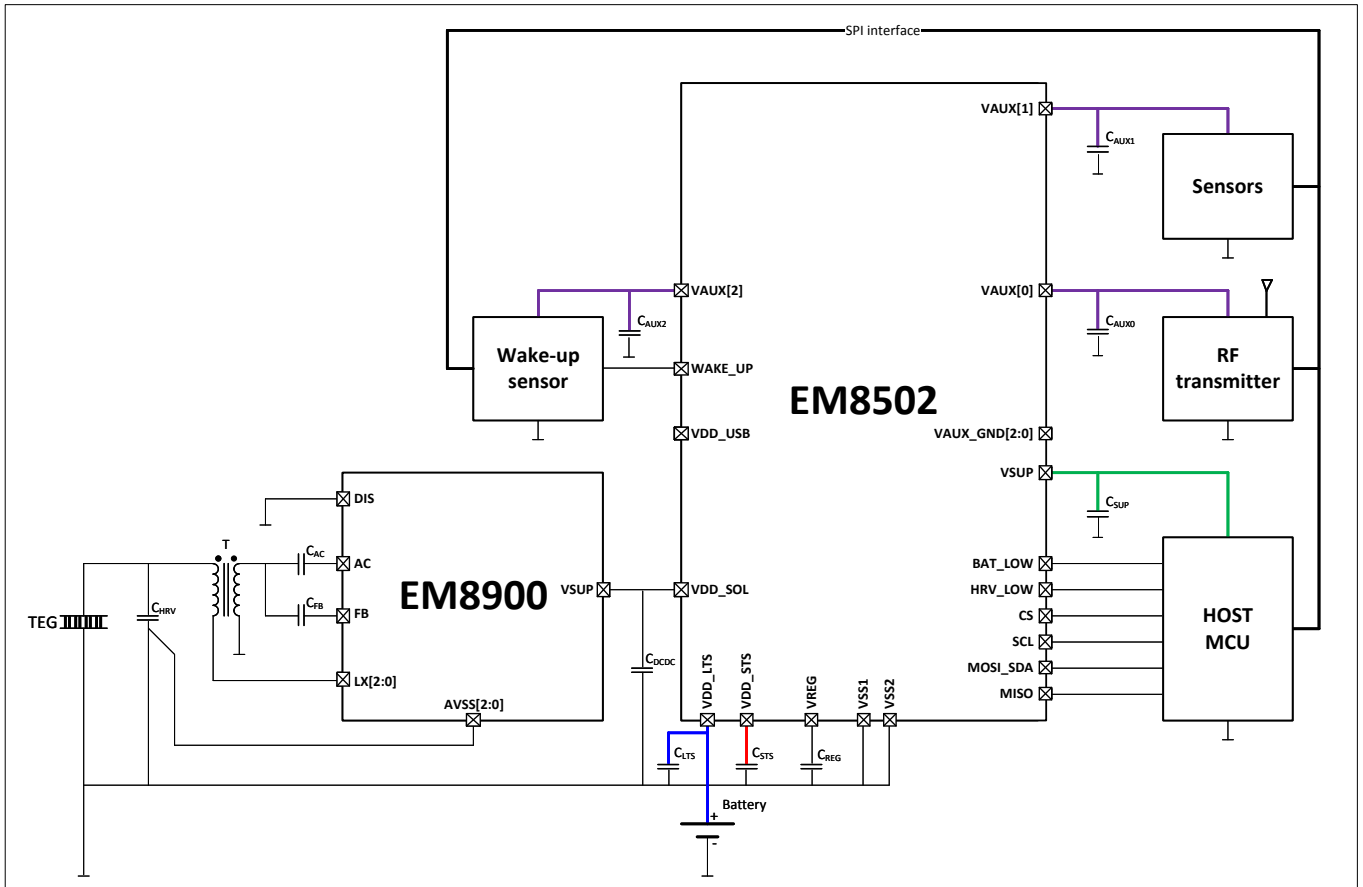 SPI interface
VAUX[1]
CAUX1
Sensors
VAUX[2]
CAUX2
VAUX[0]
CAUX0
Wake-up
sensor
WAKE_UP
RF
transmitter
EM8502
VDD_USB
VAUX_GND[2:0]
VSUP
CSUP
DIS
T
CAC
AC
EM8900
VSUP
VDD_SOL
BAT_LOW
HRV_LOW
CS
SCL
MOSI_SDA
MISO
HOST
MCU
TEG
CHRV
CFB
FB
LX[2:0]
AVSS[2:0]
CDCDC
VDD_LTS
VDD_STS
VREG
VSS1
VSS2
CLTS
CSTS
CREG
Battery
+
-